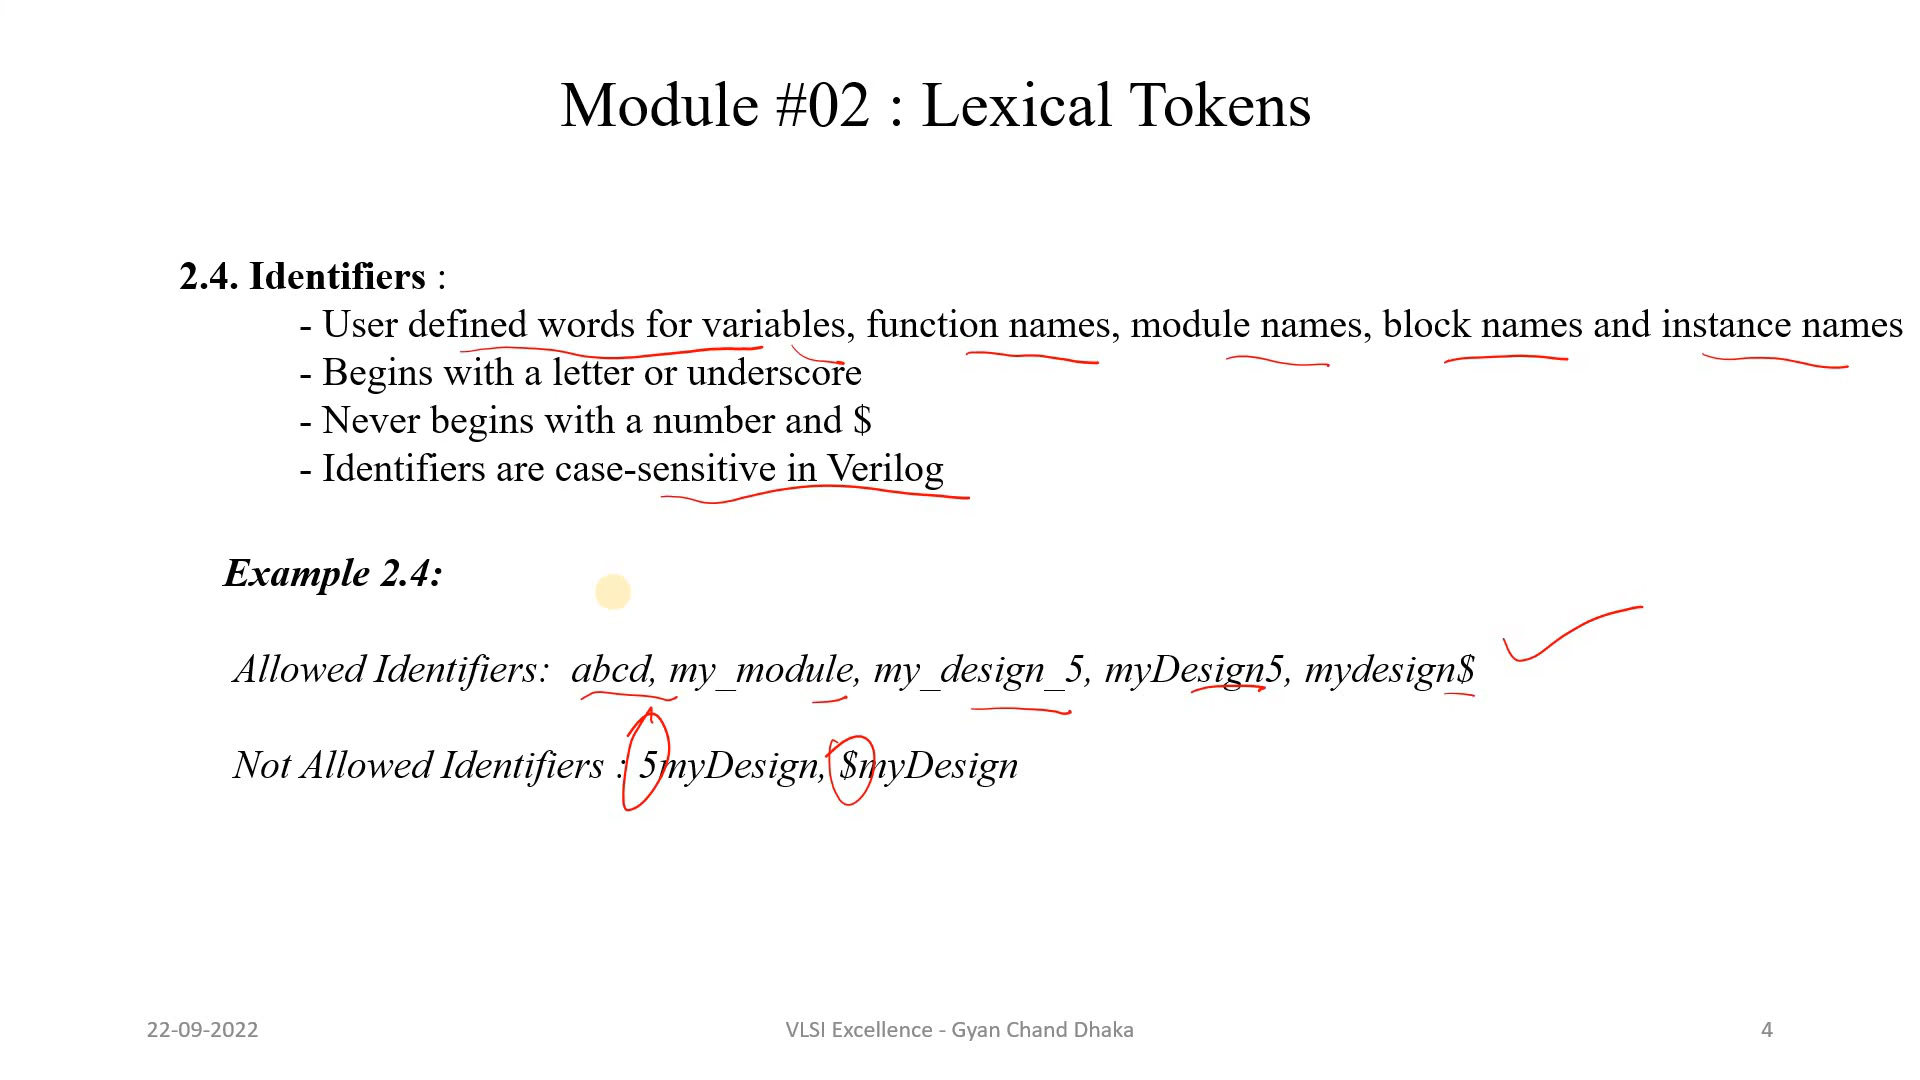 Module #02 : Lexical Tokens
2.4. Identifiers :
- User defined words for variables, function names, module names, block names and instance names
- Begins with a letter or underscore
- Never begins with a number and $
- Identifiers are case-sensitive in Verilog
Example 2.4:
Allowed Identifiers: abcd, my_module, my_design_5, myDesign5, mydesign$
Not Allowed Identifiers : 5myDesign, $myDesign
22-09-2022
VLSI Excellence - Gyan Chand Dhaka
4